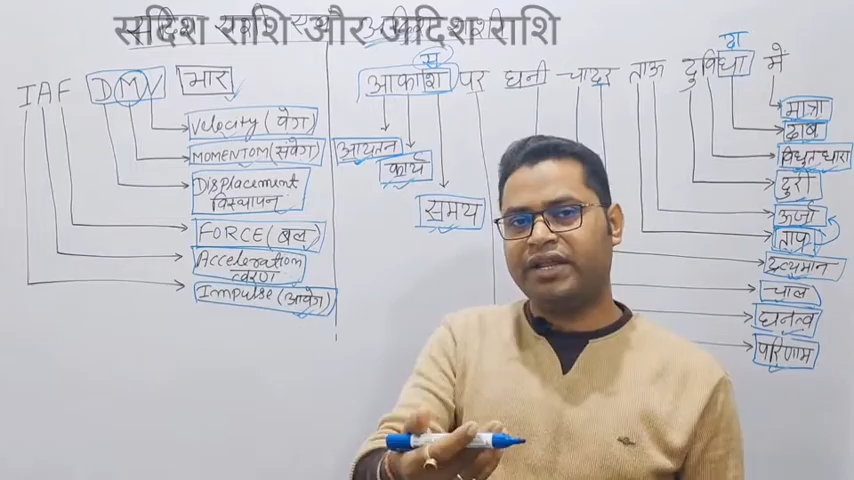 सदिश राशि और अदिश राशि
IAF DMV भार
Velocity (वेग)
MOMENTOM (संवेग)
Displacement
विस्थापन
FORCE (बल)
Acceleration
त्वरण
Impulse (आवेग)
स
आकाशि पर घनी चादर ताऊ दुविधा में
दा
आयतन
कार्य
समय
मात्रा
दाब
विधुत-धारा
दुरी
ऊर्जा
ताप
द्रव्यमान
चाल
घनत्व
परिणाम